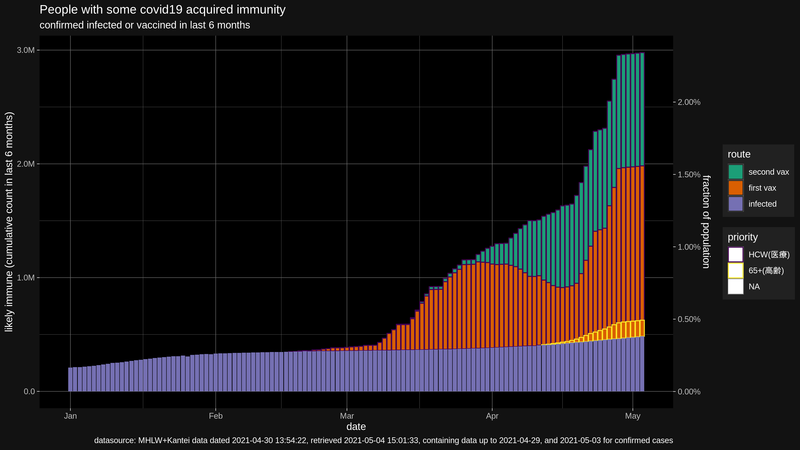 People with some covid19 acquired immunity
confirmed infected or vaccined in last 6 months
likely immune (cumulative count in last 6 months)
3.0M
2.0M
1.0M
0.0
2.00%
1.50%
1.00%
0.50%
0.00%
fraction of population
Jan
Feb
Mar
Apr
May
date
route
second vax
first vax
infected
priority
HCW(医療)
65+(高齢)
NA
datasource: MHLW+Kantei data dated 2021-04-30 13:54:22, retrieved 2021-05-04 15:01:33, containing data up to 2021-04-29, and 2021-05-03 for confirmed cases